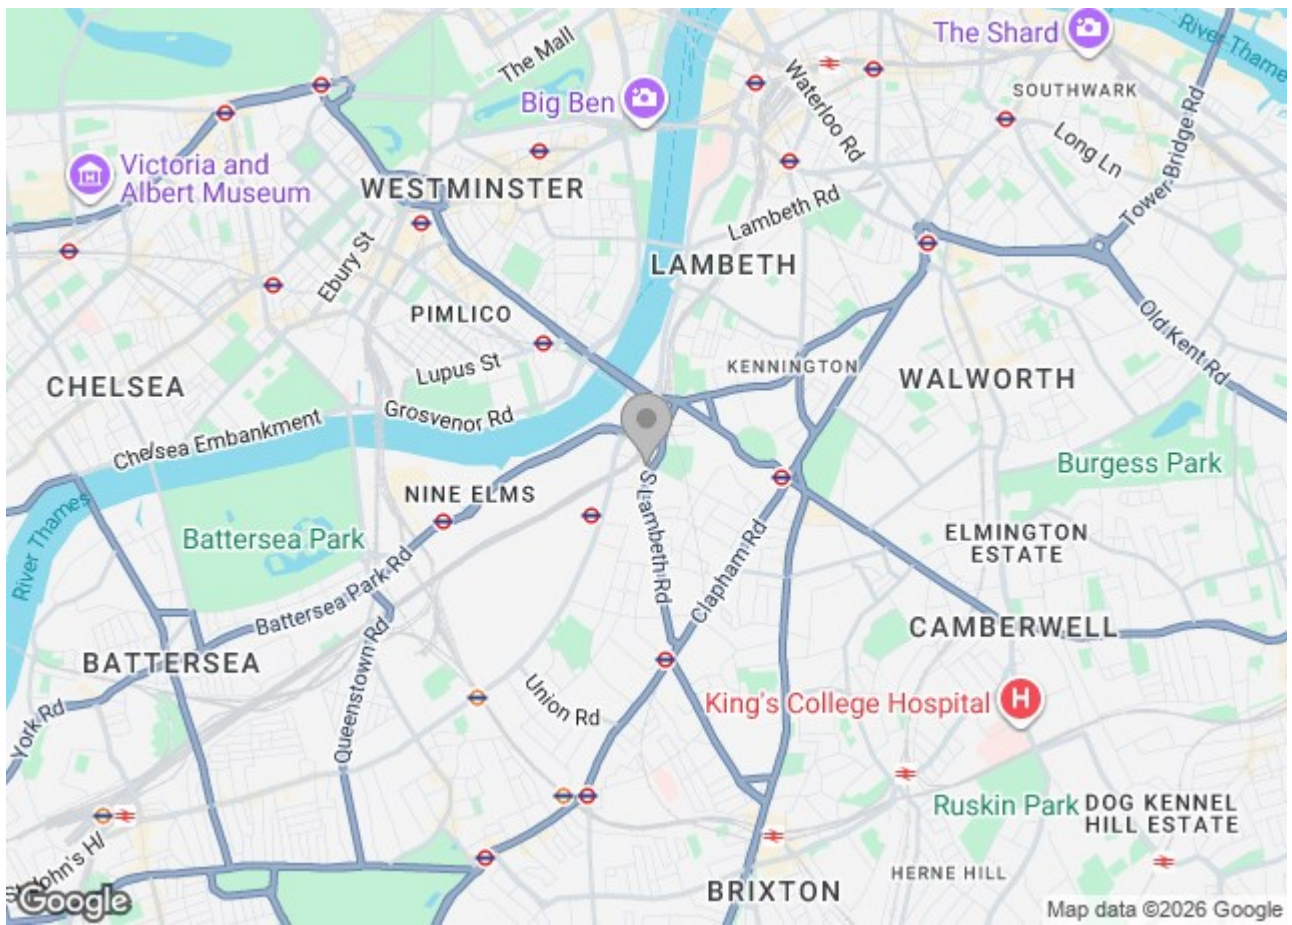 The Shard
River Thames
The Mall
Big Ben
Waterloo Rd
SOUTHWARK
Long Ln
Tower Bridge Rd
Victoria and
Albert Museum
WESTMINSTER
Lambeth Rd
Ebury St
LAMBETH
PIMLICO
Old Kent Rd
Lupus St
KENNINGTON
WALWORTH
CHELSEA
Grosvenor Rd
Chelsea Embankment
Burgess Park
NINE ELMS
S Lambeth Rd
River Thames
Battersea Park
ELMINGTON
ESTATE
Clapham Rd
Battersea Park Rd
CAMBERWELL
BATTERSEA
Queenstown Rd
Union Rd
King's College Hospital
H
York Rd
Ruskin Park
DOG KENNEL
HILL ESTATE
St John's Hl
HERNE HILL
BRIXTON
Google
Map data ©2026 Google